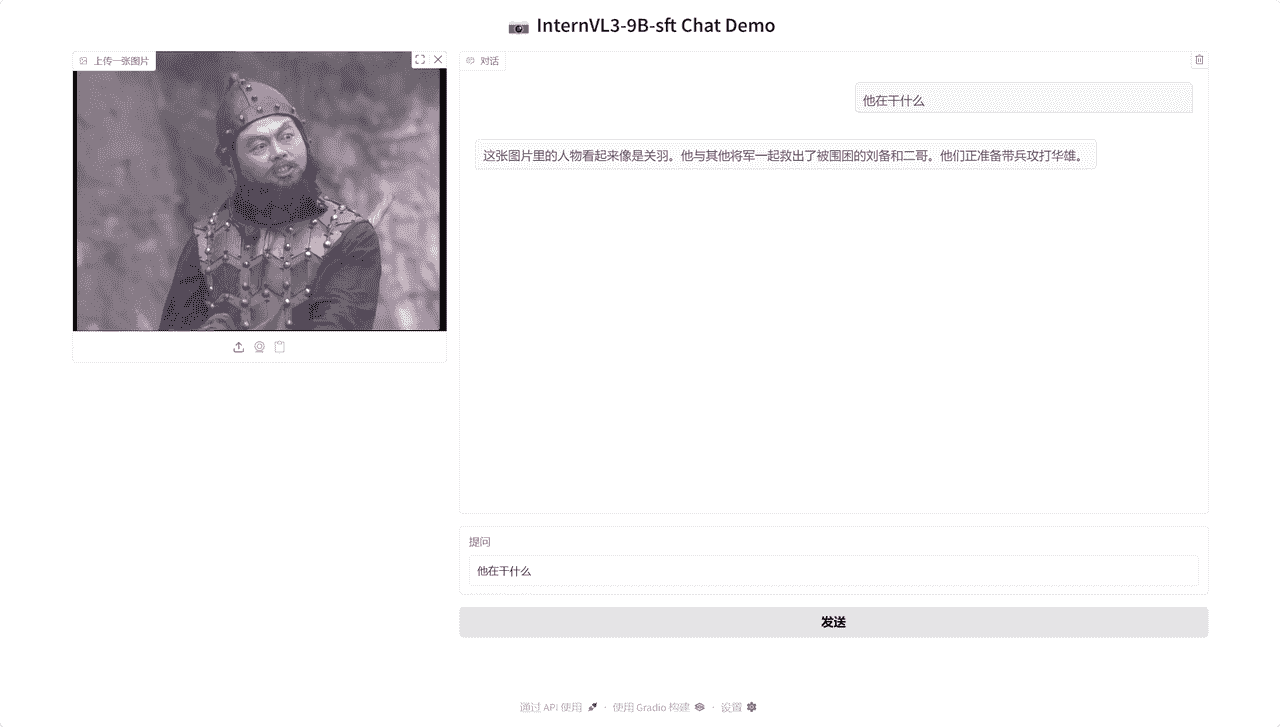 InternVL3-9B-sft Chat Demo
上传一张图片
对话
他在干什么
这张图片里的人物看起来像是关羽。他与其他将军一起救出了被围困的刘备和二哥。他们正准备带兵攻打华雄。
提问
他在干什么
发送
通过 API 使用 · 使用 Gradio 构建 · 设置